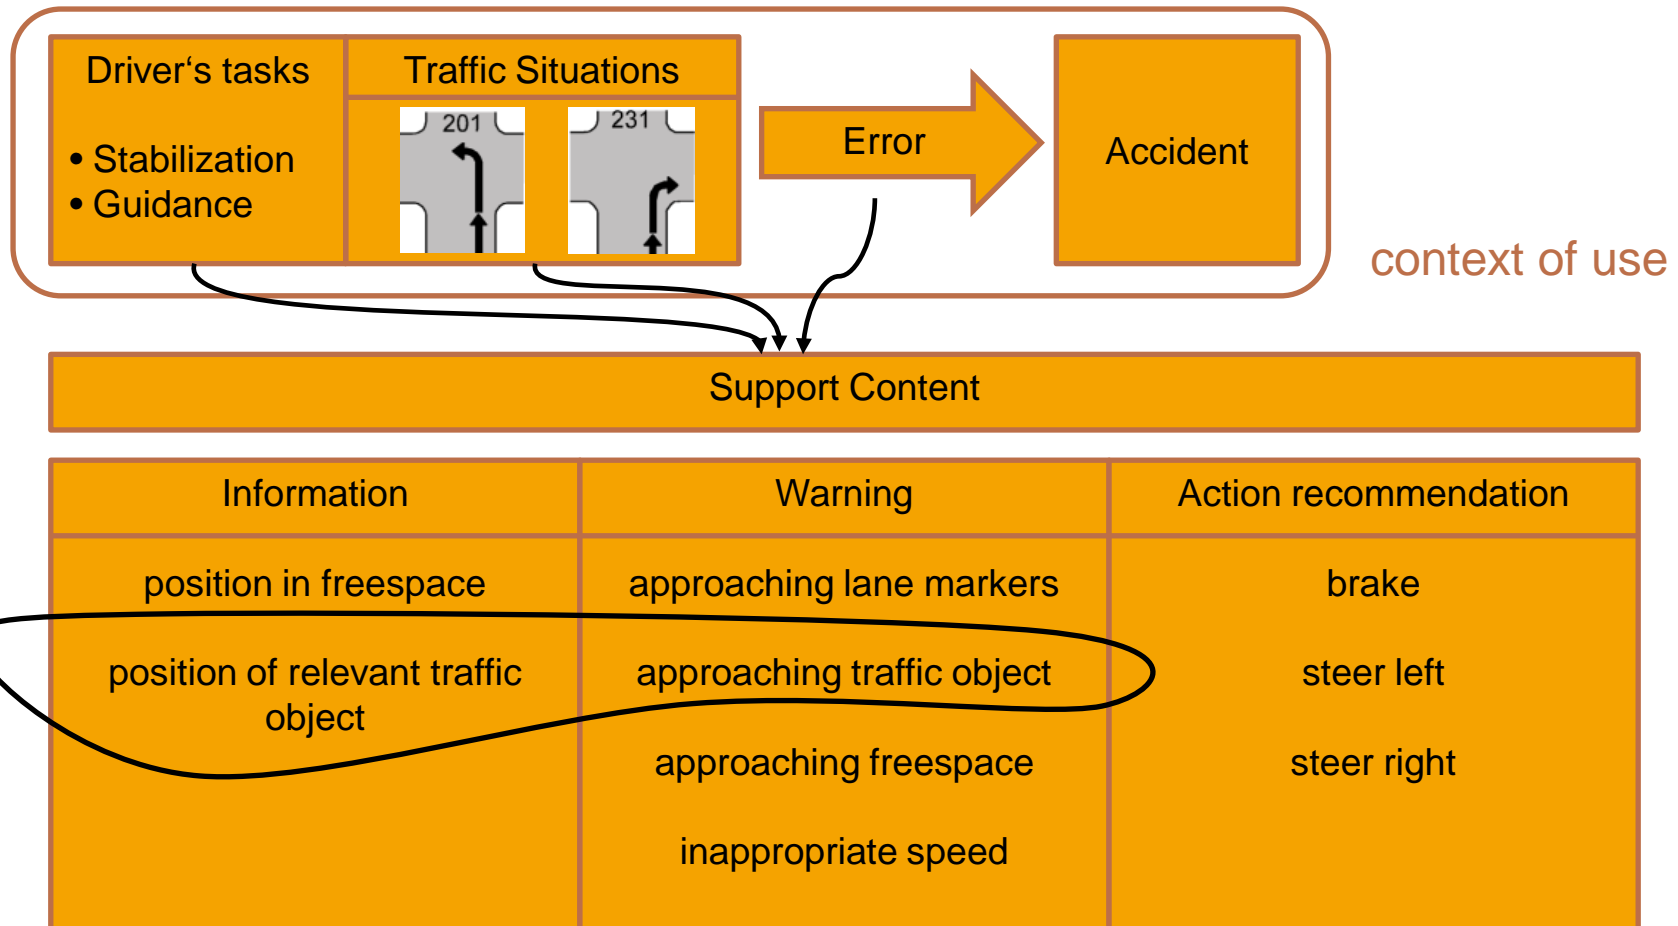 Driver‘s tasks
• Stabilization
• Guidance
Traffic Situations
201
231
Error
Accident
context of use
Support Content
Information
Warning
Action recommendation
position in freespace
approaching lane markers
brake
position of relevant traffic
object
approaching traffic object
steer left
approaching freespace
steer right
inappropriate speed